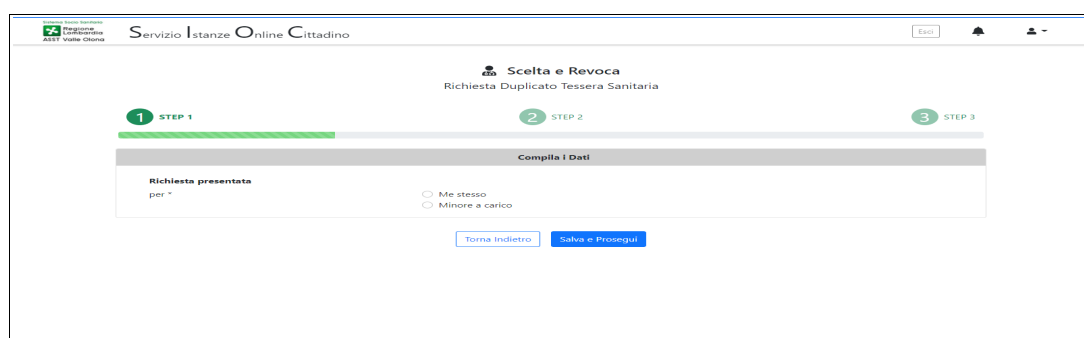 Sistema Socio Sanitario
Regione
Lombardia
ASST Valle Olona
Servizio Istanze Online Cittadino
Esci
Scelta e Revoca
Richiesta Duplicato Tessera Sanitaria
1 STEP 1
2 STEP 2
3 STEP 3
Compila i Dati
Richiesta presentata
per *
Me stesso
Minore a carico
Torna Indietro
Salva e Prosegui